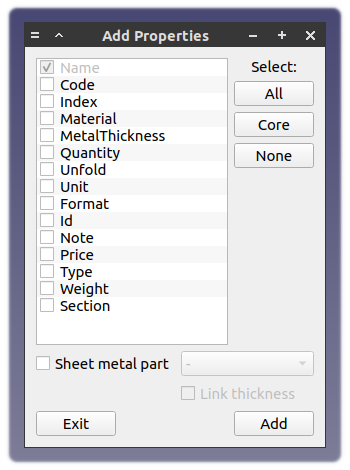 Add Properties
Select:
Name
Code
Index
Material
MetalThickness
Quantity
Unfold
Unit
Format
Id
Note
Price
Type
Weight
Section
All
Core
None
Sheet metal part
-
Link thickness
Exit
Add